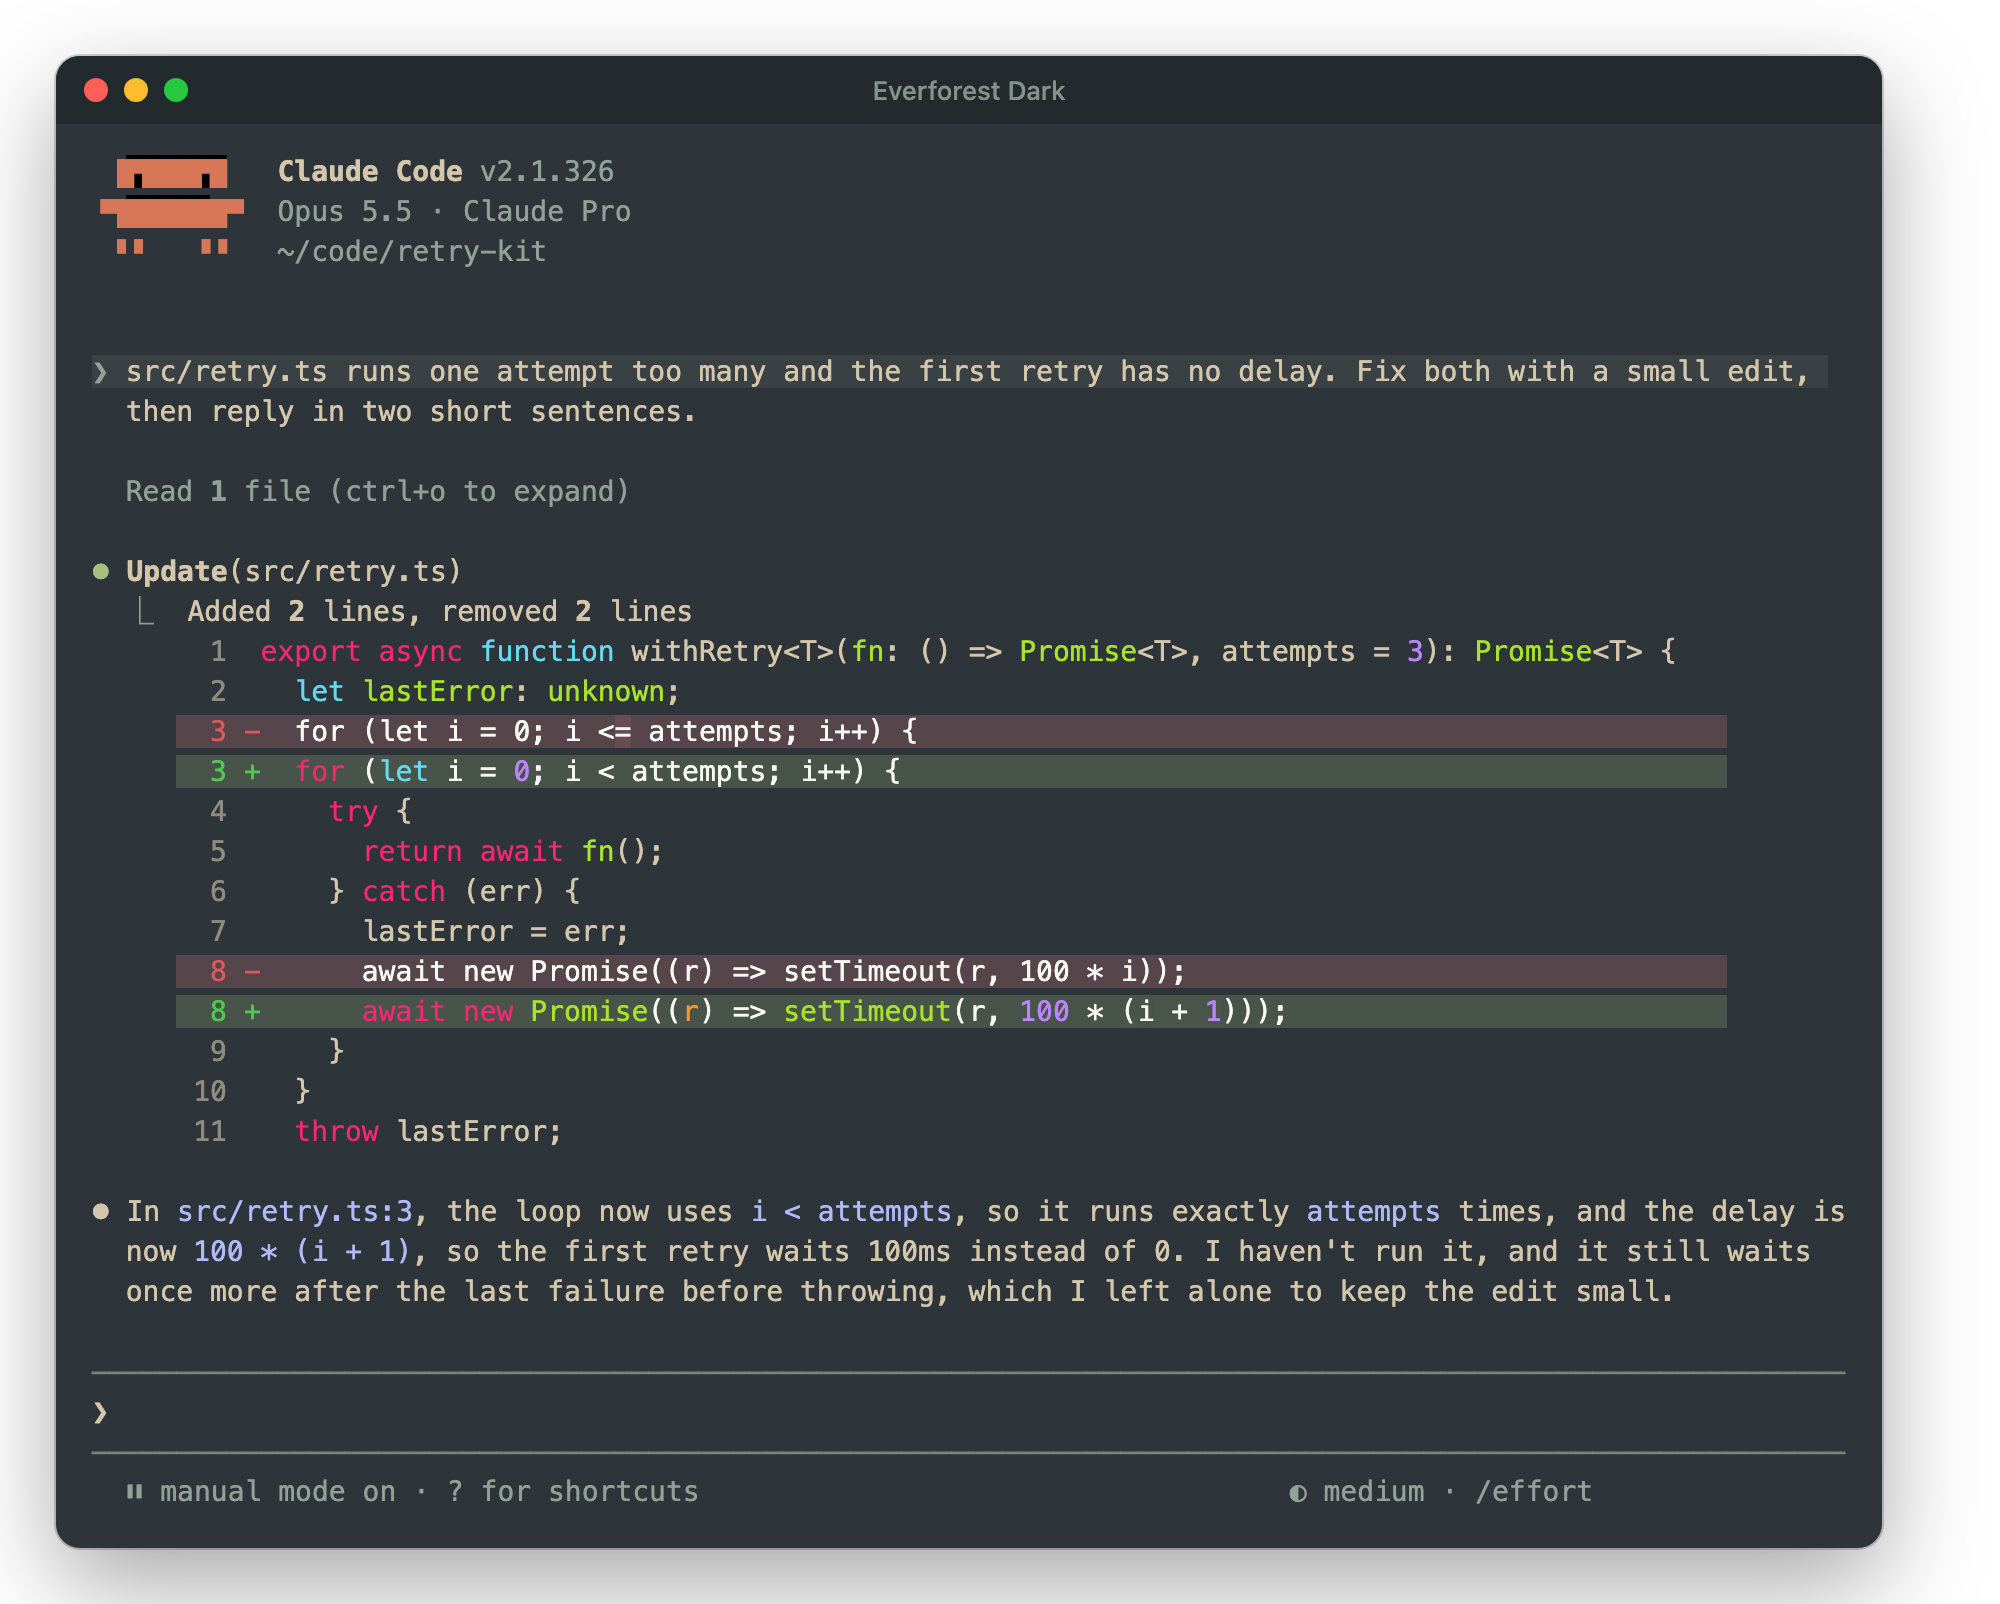 Everforest Dark
Claude Code v2.1.326
Opus 5.5 · Claude Pro
~/code/retry-kit
❯ src/retry.ts runs one attempt too many and the first retry has no delay. Fix both with a small edit,
then reply in two short sentences.
Read 1 file (ctrl+o to expand)
● Update(src/retry.ts)
⎿  Added 2 lines, removed 2 lines
1  export async function withRetry<T>(fn: () => Promise<T>, attempts = 3): Promise<T> {
2    let lastError: unknown;
3 -  for (let i = 0; i <= attempts; i++) {
3 +  for (let i = 0; i < attempts; i++) {
4      try {
5        return await fn();
6      } catch (err) {
7        lastError = err;
8 -      await new Promise((r) => setTimeout(r, 100 * i));
8 +      await new Promise((r) => setTimeout(r, 100 * (i + 1)));
9      }
10    }
11    throw lastError;
● In src/retry.ts:3, the loop now uses i < attempts, so it runs exactly attempts times, and the delay is
now 100 * (i + 1), so the first retry waits 100ms instead of 0. I haven't run it, and it still waits
once more after the last failure before throwing, which I left alone to keep the edit small.
❯
⏸ manual mode on · ? for shortcuts
◐ medium · /effort